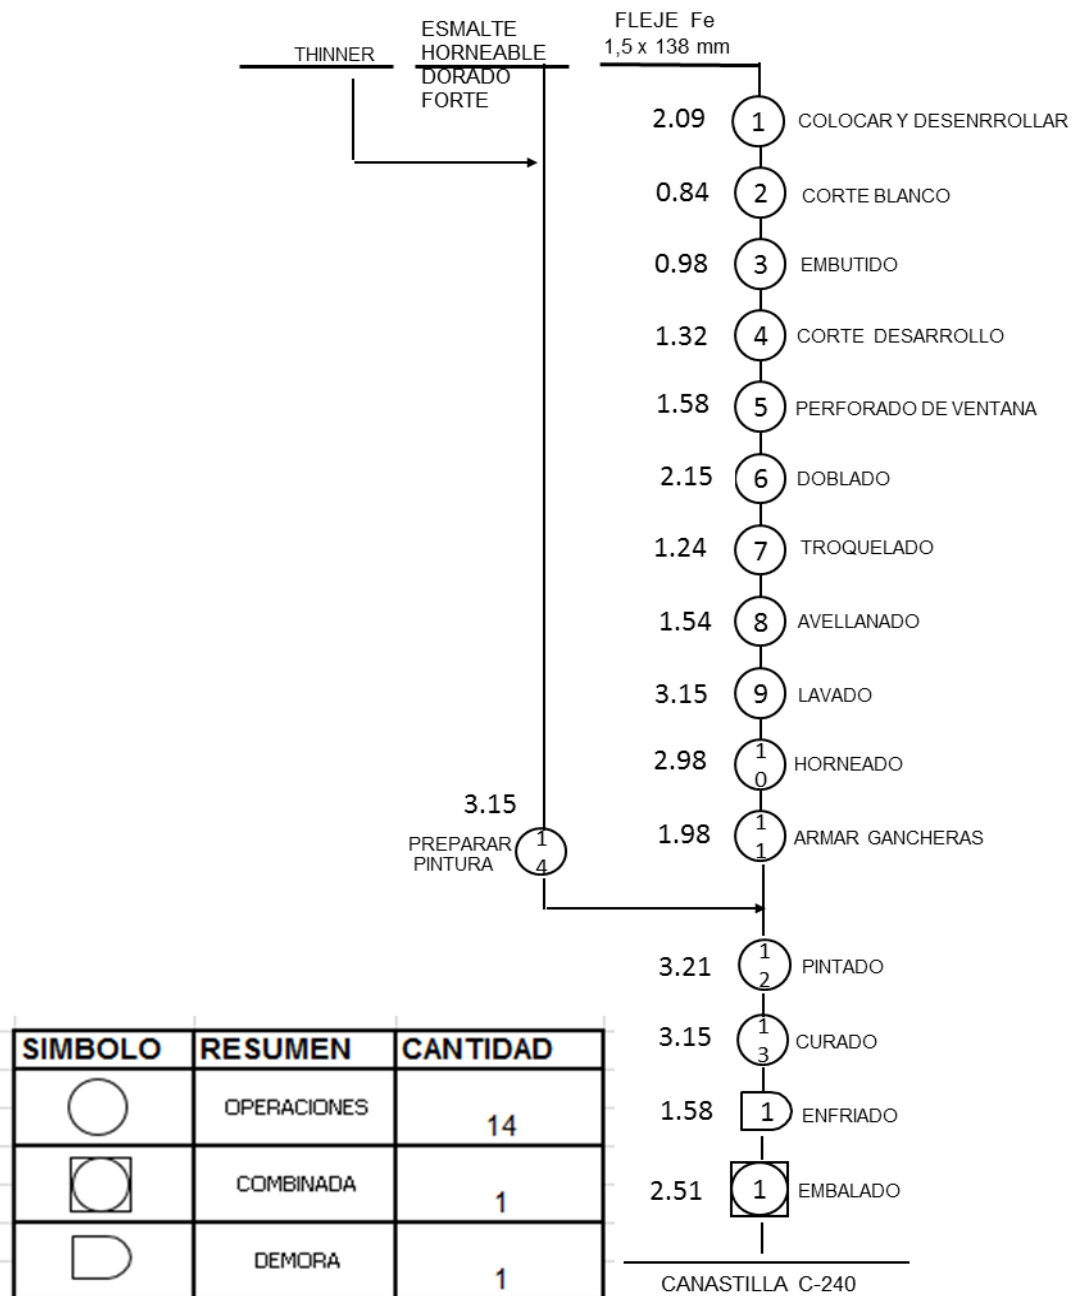 THINNER
ESMALTE
HORNEABLE
DORADO
FORTE
FLEJE Fe
1,5 x 138 mm
2.09 1 COLOCAR Y DESENRROLLAR
0.84 2 CORTE BLANCO
0.98 3 EMBUTIDO
1.32 4 CORTE DESARROLLO
1.58 5 PERFORADO DE VENTANA
2.15 6 DOBLADO
1.24 7 TROQUELADO
1.54 8 AVELLANADO
3.15 9 LAVADO
2.98 10 HORNEADO
1.98 11 ARMAR GANCHERAS
3.15
PREPARAR
PINTURA
14
3.21 12 PINTADO
3.15 13 CURADO
1.58 1 ENFRIADO
2.51 1 EMBALADO
CANASTILLA C-240
SIMBOLO RESUMEN CANTIDAD
OPERACIONES 14
COMBINADA 1
DEMORA 1